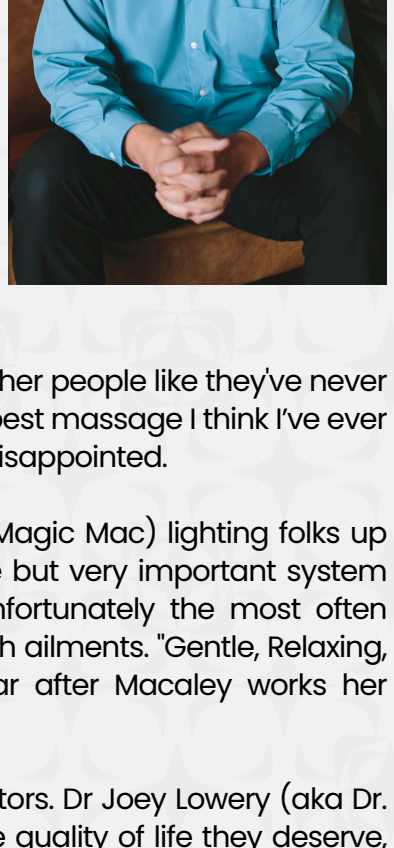 her people like they've never
best massage I think I've ever
isappointed.
Magic Mac) lighting folks up
but very important system
nfortunately the most often
h ailments. "Gentle, Relaxing,
ar after Macaley works her
tors. Dr Joey Lowery (aka Dr.
quality of life they deserve,